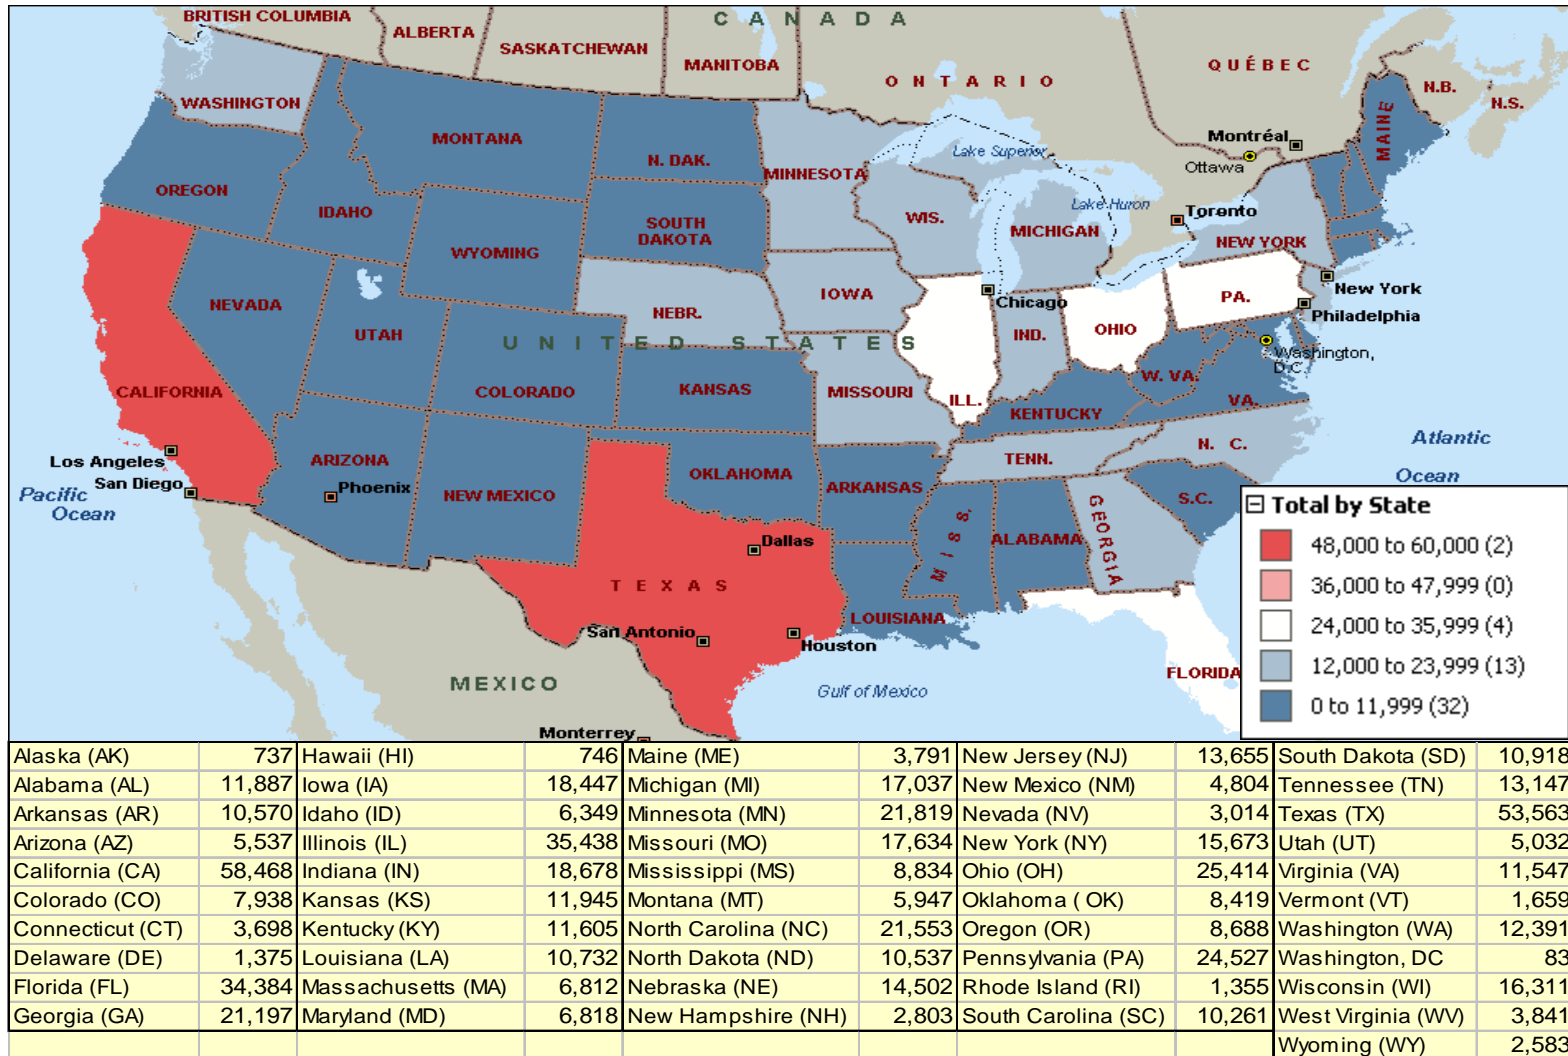 BRITISH COLUMBIA
ALBERTA
SASKATCHEWAN
MANITOBA
CANADA
ONTARIO
QUÉBEC
N.B.
N.S.
WASHINGTON
MONTANA
N. DAK.
MINNESOTA
Lake Superior
Montréal
Ottawa
MAINE
OREGON
IDAHO
WYOMING
SOUTH
DAKOTA
WIS.
MICHIGAN
Lake Huron
Toronto
NEW YORK
NEVADA
UTAH
NEBR.
IOWA
Chicago
PA.
New York
Philadelphia
UNITED STATES
IND.
OHIO
Washington,
D.C.
CALIFORNIA
COLORADO
KANSAS
MISSOURI
ILL.
KENTUCKY
W. VA.
VA.
Los Angeles
San Diego
ARIZONA
Phoenix
NEW MEXICO
OKLAHOMA
ARKANSAS
TENN.
N. C.
S.C.
Atlantic
Ocean
Pacific
Ocean
Dallas
TEXAS
MISS.
ALABAMA
GEORGIA
LOUISIANA
San Antonio
Houston
FLORIDA
MEXICO
Gulf of Mexico
Monterrey
Total by State
48,000 to 60,000 (2)
36,000 to 47,999 (0)
24,000 to 35,999 (4)
12,000 to 23,999 (13)
0 to 11,999 (32)
Alaska (AK) 737 Hawaii (HI) 746 Maine (ME) 3,791 New Jersey (NJ) 13,655 South Dakota (SD) 10,918
Alabama (AL) 11,887 Iowa (IA) 18,447 Michigan (MI) 17,037 New Mexico (NM) 4,804 Tennessee (TN) 13,147
Arkansas (AR) 10,570 Idaho (ID) 6,349 Minnesota (MN) 21,819 Nevada (NV) 3,014 Texas (TX) 53,563
Arizona (AZ) 5,537 Illinois (IL) 35,438 Missouri (MO) 17,634 New York (NY) 15,673 Utah (UT) 5,032
California (CA) 58,468 Indiana (IN) 18,678 Mississippi (MS) 8,834 Ohio (OH) 25,414 Virginia (VA) 11,547
Colorado (CO) 7,938 Kansas (KS) 11,945 Montana (MT) 5,947 Oklahoma ( OK) 8,419 Vermont (VT) 1,659
Connecticut (CT) 3,698 Kentucky (KY) 11,605 North Carolina (NC) 21,553 Oregon (OR) 8,688 Washington (WA) 12,391
Delaware (DE) 1,375 Louisiana (LA) 10,732 North Dakota (ND) 10,537 Pennsylvania (PA) 24,527 Washington, DC 83
Florida (FL) 34,384 Massachusetts (MA) 6,812 Nebraska (NE) 14,502 Rhode Island (RI) 1,355 Wisconsin (WI) 16,311
Georgia (GA) 21,197 Maryland (MD) 6,818 New Hampshire (NH) 2,803 South Carolina (SC) 10,261 West Virginia (WV) 3,841
Wyoming (WY) 2,583